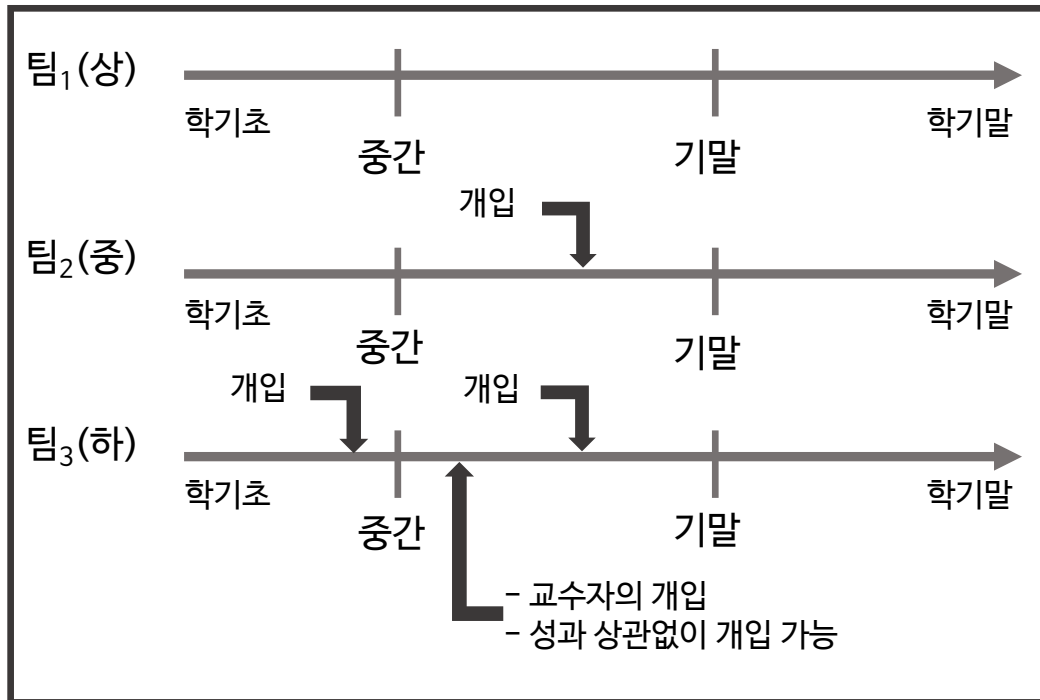 팀₁(상)
학기초
학기말
중간
기말
개입
팀₂(중)
학기초
학기말
중간
기말
개입
개입
팀₃(하)
학기초
학기말
중간
기말
- 교수자의 개입
- 성과 상관없이 개입 가능